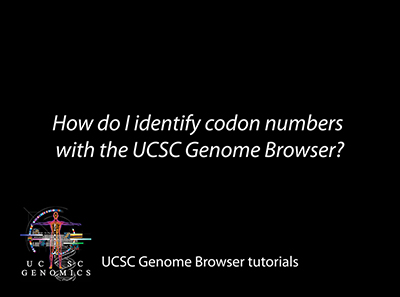 How do I identify codon numbers
with the UCSC Genome Browser?
UCSC
GENOMICS
UCSC Genome Browser tutorials